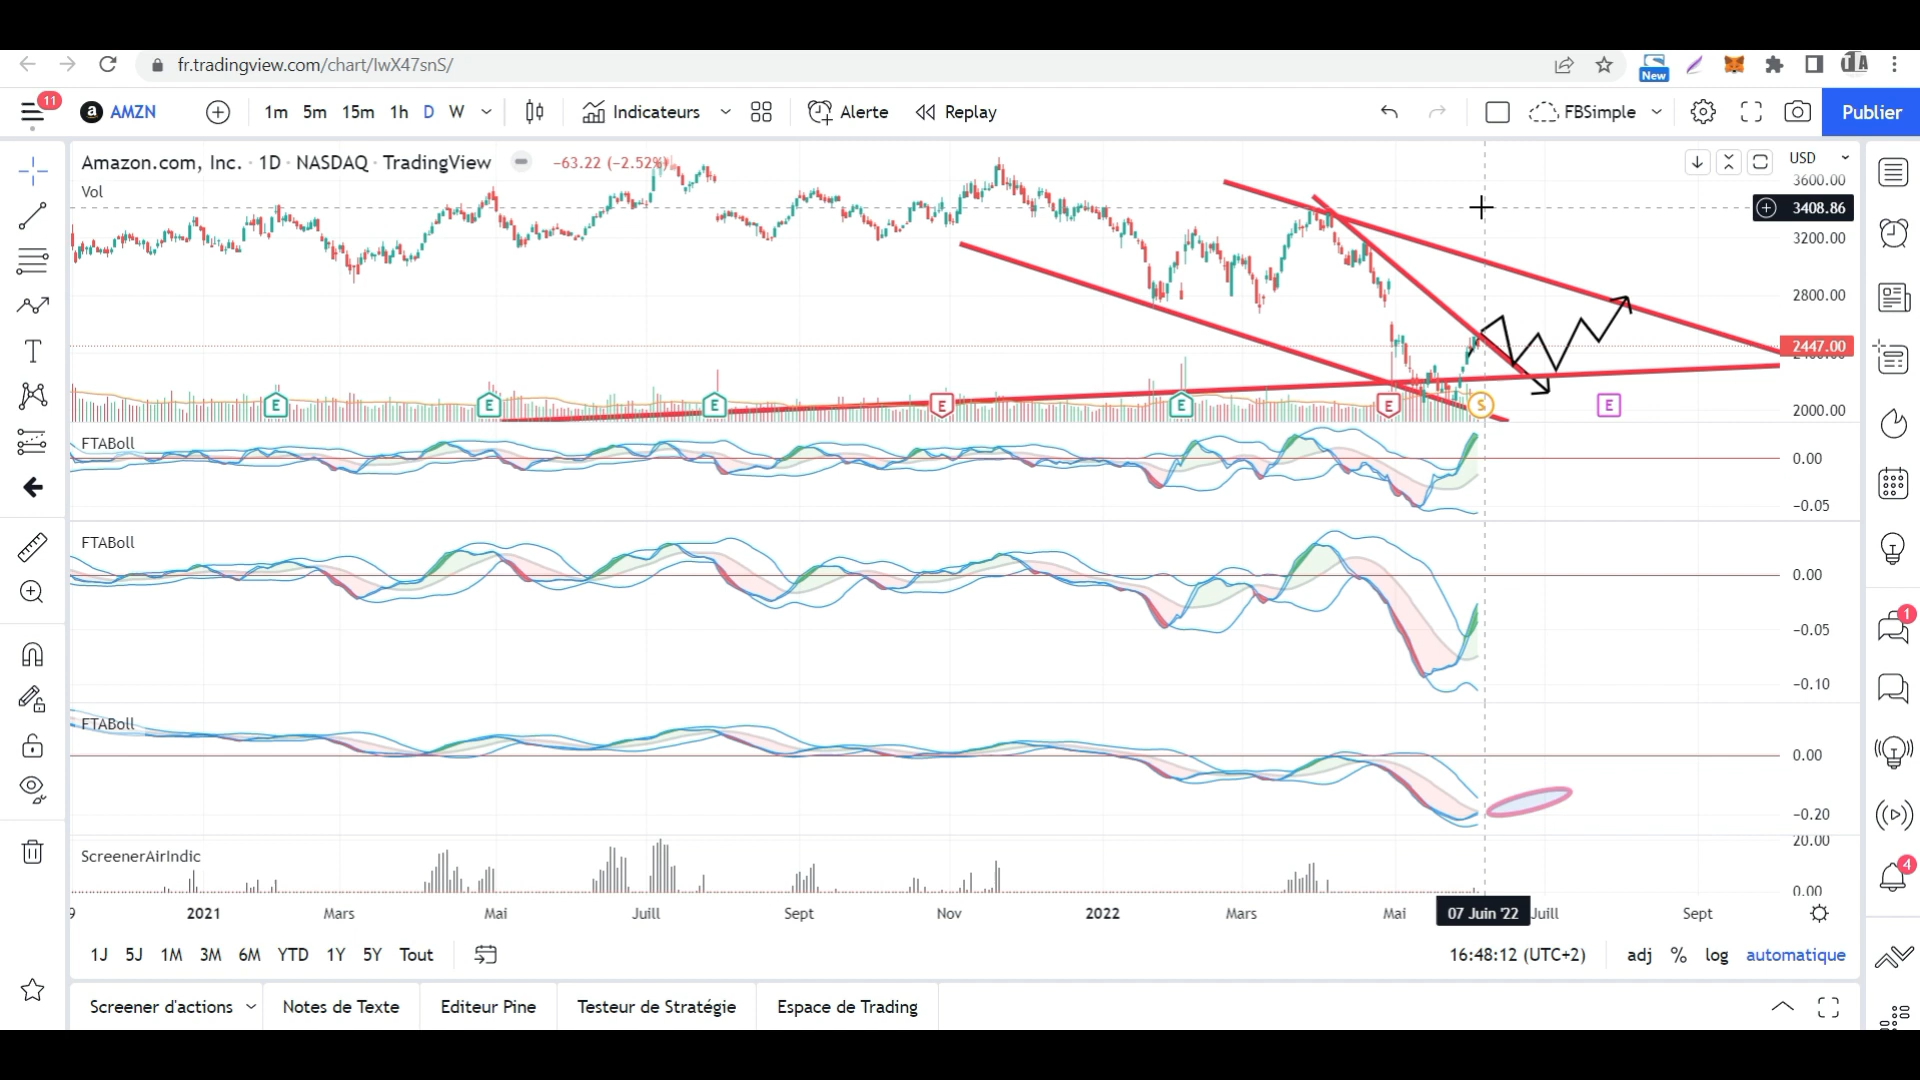 fr.tradingview.com/chart/IwX47snS/
New
11
AMZN 1m 5m 15m 1h D W Indicateurs Alerte Replay FBSimple Publier
Amazon.com, Inc. · 1D · NASDAQ · TradingView −63.22 (−2.52%) USD
Vol
3600.00
3408.86
3200.00
2800.00
2447.00
2000.00
E E E E E E S E
FTABoll
0.00
−0.05
FTABoll
0.00
−0.05
−0.10
FTABoll
0.00
−0.20
20.00
ScreenerAirIndic
0.00
2021 Mars Mai Juill Sept Nov 2022 Mars Mai 07 Juin '22 Juill Sept
1J 5J 1M 3M 6M YTD 1Y 5Y Tout 16:48:12 (UTC+2) adj % log automatique
Screener d'actions Notes de Texte Editeur Pine Testeur de Stratégie Espace de Trading
1
4